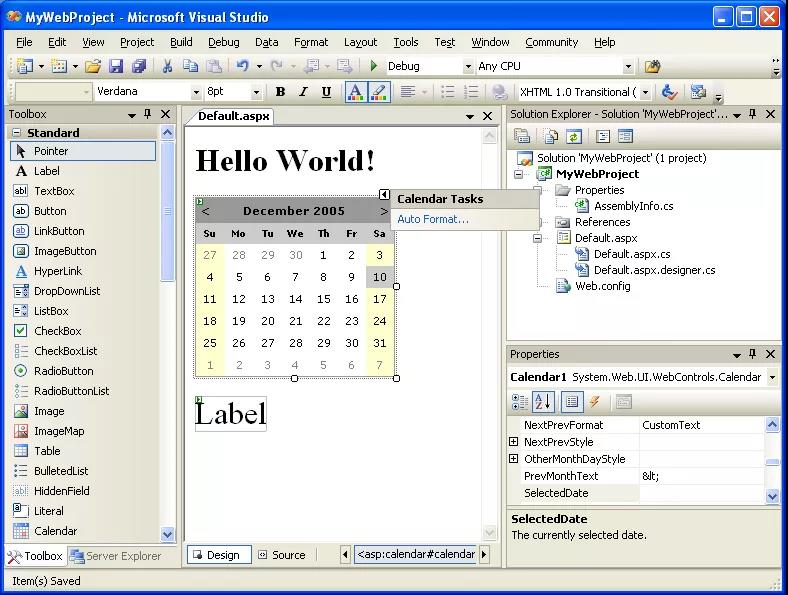 MyWebProject - Microsoft Visual Studio
File Edit View Project Build Debug Data Format Layout Tools Test Window Community Help
Debug Any CPU
Verdana 8pt B I U A XHTML 1.0 Transitional (
Toolbox
Standard
Pointer
A Label
abl TextBox
ab Button
ab LinkButton
ImageButton
A HyperLink
DropDownList
ListBox
CheckBox
CheckBoxList
RadioButton
RadioButtonList
Image
ImageMap
Table
BulletedList
abl HiddenField
Literal
Calendar
Toolbox Server Explorer
Default.aspx
Hello World!
< December 2005 >
Su Mo Tu We Th Fr Sa
27 28 29 30 1 2 3
4 5 6 7 8 9 10
11 12 13 14 15 16 17
18 19 20 21 22 23 24
25 26 27 28 29 30 31
1 2 3 4 5 6 7
Calendar Tasks
Auto Format...
Label
Design Source <asp:calendar#calendar
Solution Explorer - Solution 'MyWebProject'...
Solution 'MyWebProject' (1 project)
MyWebProject
Properties
AssemblyInfo.cs
References
Default.aspx
Default.aspx.cs
Default.aspx.designer.cs
Web.config
Properties
Calendar1 System.Web.UI.WebControls.Calendar
NextPrevFormat CustomText
NextPrevStyle
OtherMonthDayStyle
PrevMonthText &lt;
SelectedDate
SelectedDate
The currently selected date.
Item(s) Saved